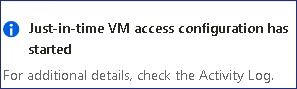 Just-in-time VM access configuration has
started
For additional details, check the Activity Log.